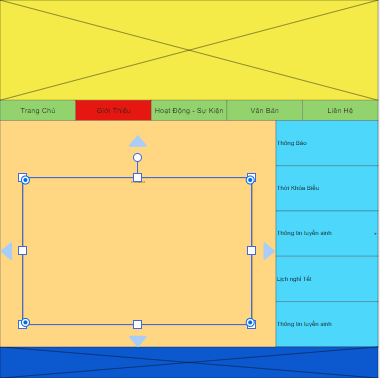 Trang Chủ
Giới Thiệu
Hoạt Động - Sự Kiện
Văn Bản
Liên Hệ
Thông Báo
Thời Khóa Biểu
Thông tin tuyển sinh
Lịch nghỉ Tết
Thông tin tuyển sinh